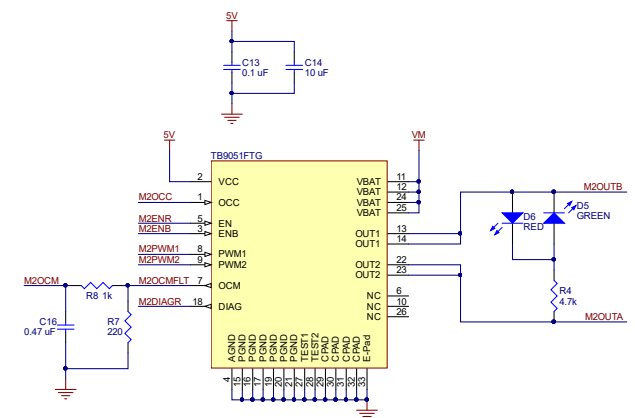 5V
C13
0.1 uF
C14
10 uF
5V
VM
TB9051FTG
2 VCC
M2OCC 1 OCC
M2ENR 5 EN
M2ENB 3 ENB
M2PWM1 8 PWM1
M2PWM2 9 PWM2
M2OCM R8 1k M2OCMFLT 7 OCM
M2DIAGR 18 DIAG
C16
0.47 uF
R7
220
VBAT 11
VBAT 12
VBAT 24
VBAT 25
OUT1 13
OUT1 14
OUT2 22
OUT2 23
NC 6
NC 10
NC 26
M2OUTB
D6
RED
D5
GREEN
R4
4.7k
M2OUTA
AGND PGND PGND PGND PGND PGND PGND TEST1 TEST2 CPAD CPAD CPAD CPAD E-Pad
4 15 16 17 19 20 21 27 28 29 30 31 32 33